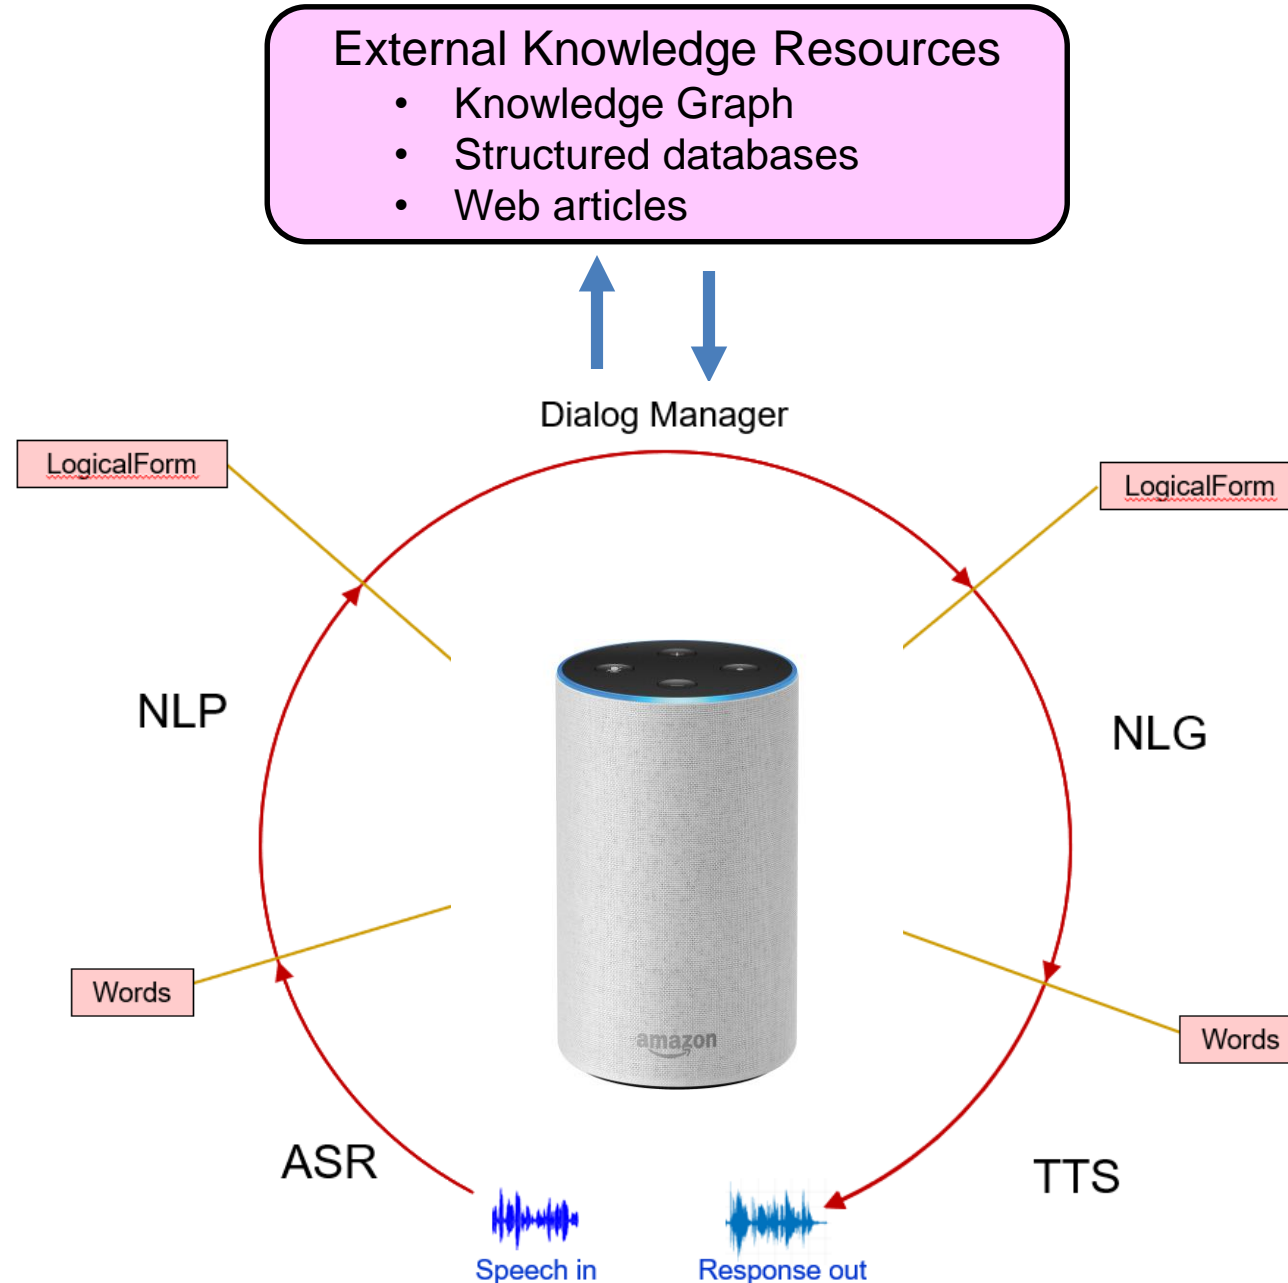 External Knowledge Resources
• Knowledge Graph
• Structured databases
• Web articles
Dialog Manager
LogicalForm
LogicalForm
NLP
NLG
Words
Words
amazon
ASR
TTS
Speech in
Response out